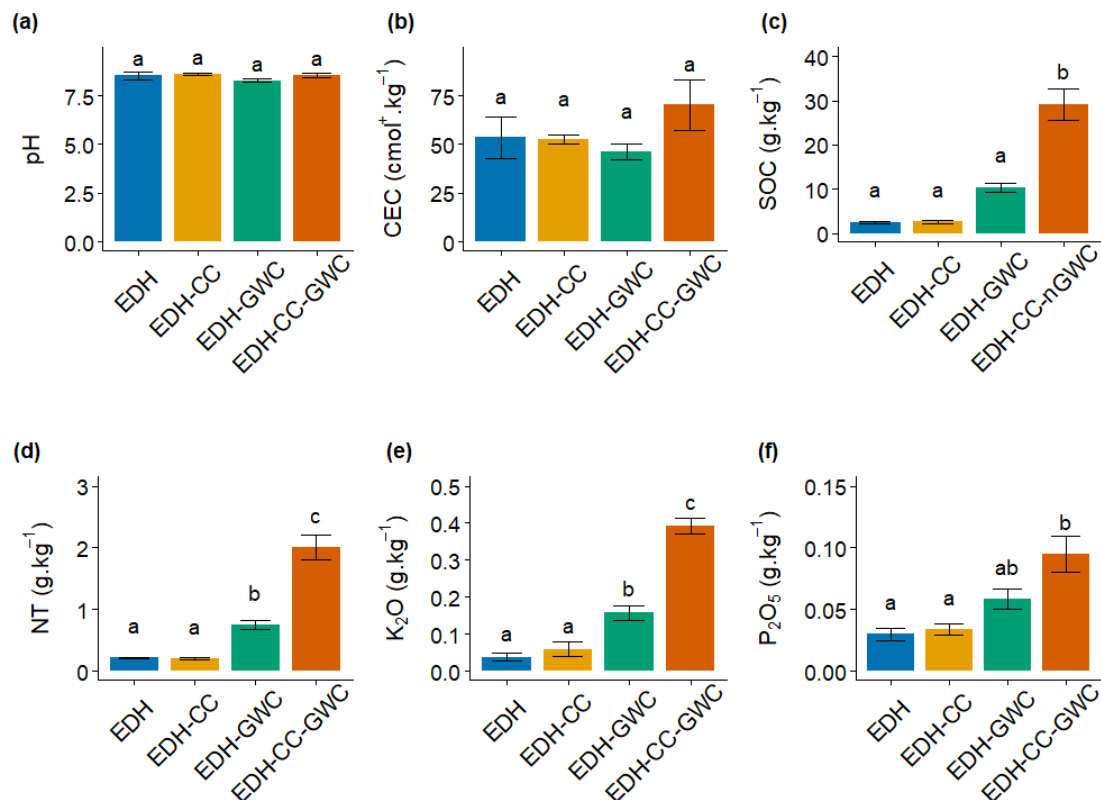 (a)
pH
7.5
5.0
2.5
0.0
a a a a
EDH
EDH-CC
EDH-GWC
EDH-CC-GWC
(b)
CEC (cmol⁺.kg⁻¹)
75
50
25
0
a a a a
EDH
EDH-CC
EDH-GWC
EDH-CC-GWC
(c)
SOC (g.kg⁻¹)
40
30
20
10
0
a a a b
EDH
EDH-CC
EDH-GWC
EDH-CC-nGWC
(d)
NT (g.kg⁻¹)
3
2
1
0
a a b c
EDH
EDH-CC
EDH-GWC
EDH-CC-GWC
(e)
K₂O (g.kg⁻¹)
0.5
0.4
0.3
0.2
0.1
0.0
a a b c
EDH
EDH-CC
EDH-GWC
EDH-CC-GWC
(f)
P₂O₅ (g.kg⁻¹)
0.15
0.10
0.05
0.00
a a ab b
EDH
EDH-CC
EDH-GWC
EDH-CC-GWC